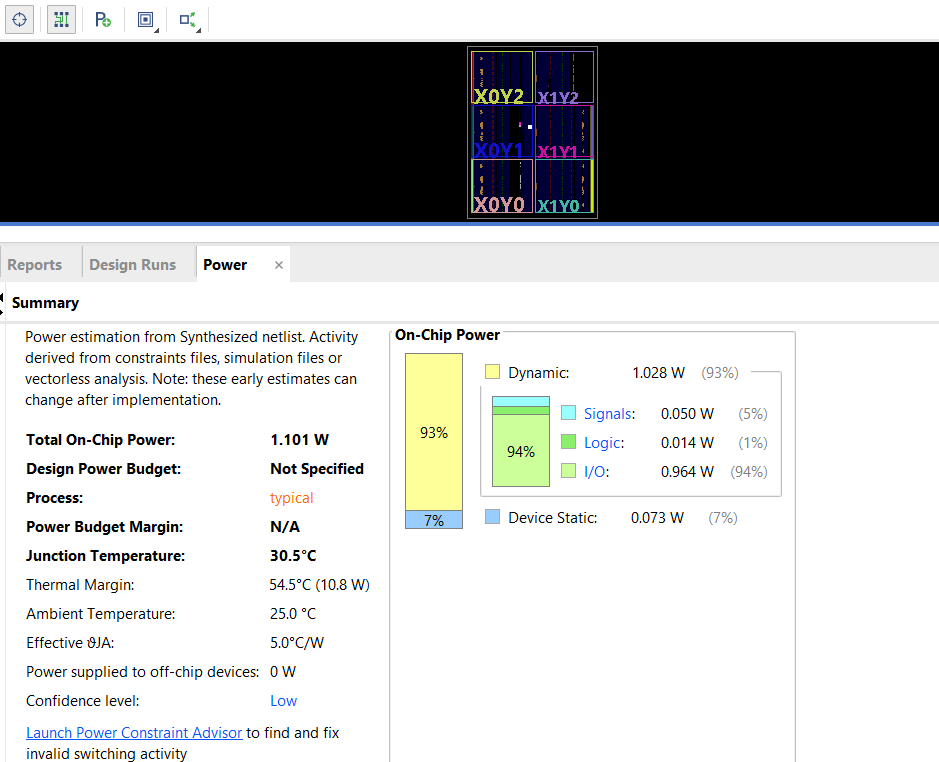 X0Y2 X1Y2
X0Y1 X1Y1
X0Y0 X1Y0
Reports Design Runs Power ×
Summary
Power estimation from Synthesized netlist. Activity
derived from constraints files, simulation files or
vectorless analysis. Note: these early estimates can
change after implementation.
Total On-Chip Power: 1.101 W
Design Power Budget: Not Specified
Process: typical
Power Budget Margin: N/A
Junction Temperature: 30.5°C
Thermal Margin: 54.5°C (10.8 W)
Ambient Temperature: 25.0 °C
Effective ϑJA: 5.0°C/W
Power supplied to off-chip devices: 0 W
Confidence level: Low
Launch Power Constraint Advisor to find and fix
invalid switching activity
On-Chip Power
93%
7%
Dynamic: 1.028 W (93%)
94%
Signals: 0.050 W (5%)
Logic: 0.014 W (1%)
I/O: 0.964 W (94%)
Device Static: 0.073 W (7%)